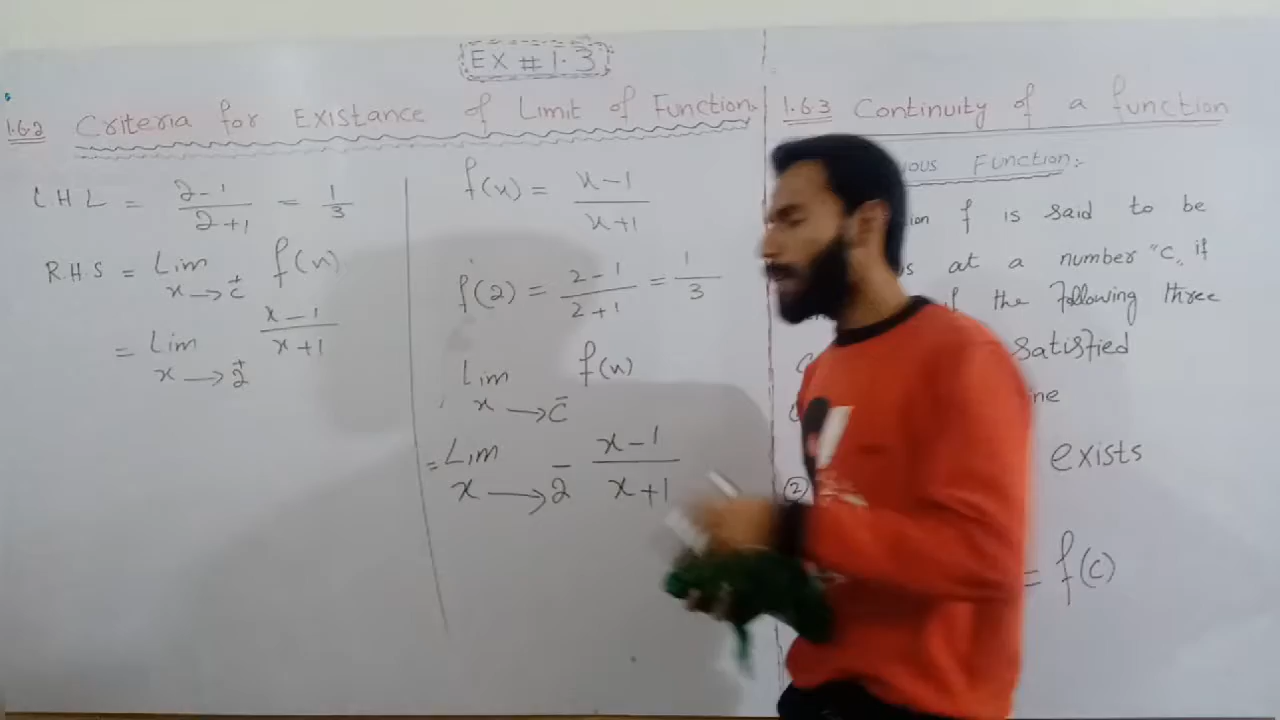 EX # 1.3
1.6.2 Criteria for Existance of Limit of Function.
L.H.L = 2-1/2+1 = 1/3
R.H.S = Lim x→c⁺ f(x)
= Lim x→2⁺ x-1/x+1
f(x) = x-1/x+1
f(2) = 2-1/2+1 = 1/3
Lim x→c⁻ f(x)
= Lim x→2⁻ x-1/x+1
1.6.3 Continuity of a function
Function:-
f is said to be
at a number "c" if
if the following three
satisfied
exists
②
= f(c)